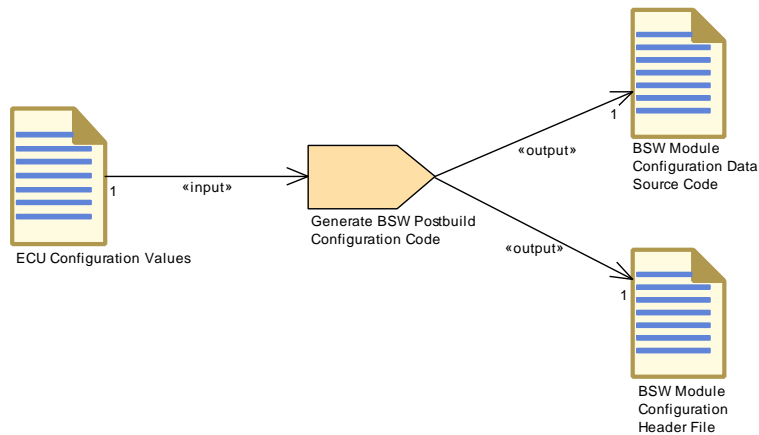 1
BSW Module
Configuration Data
Source Code
«output»
1
«input»
ECU Configuration Values
Generate BSW Postbuild
Configuration Code
«output»
1
BSW Module
Configuration
Header File